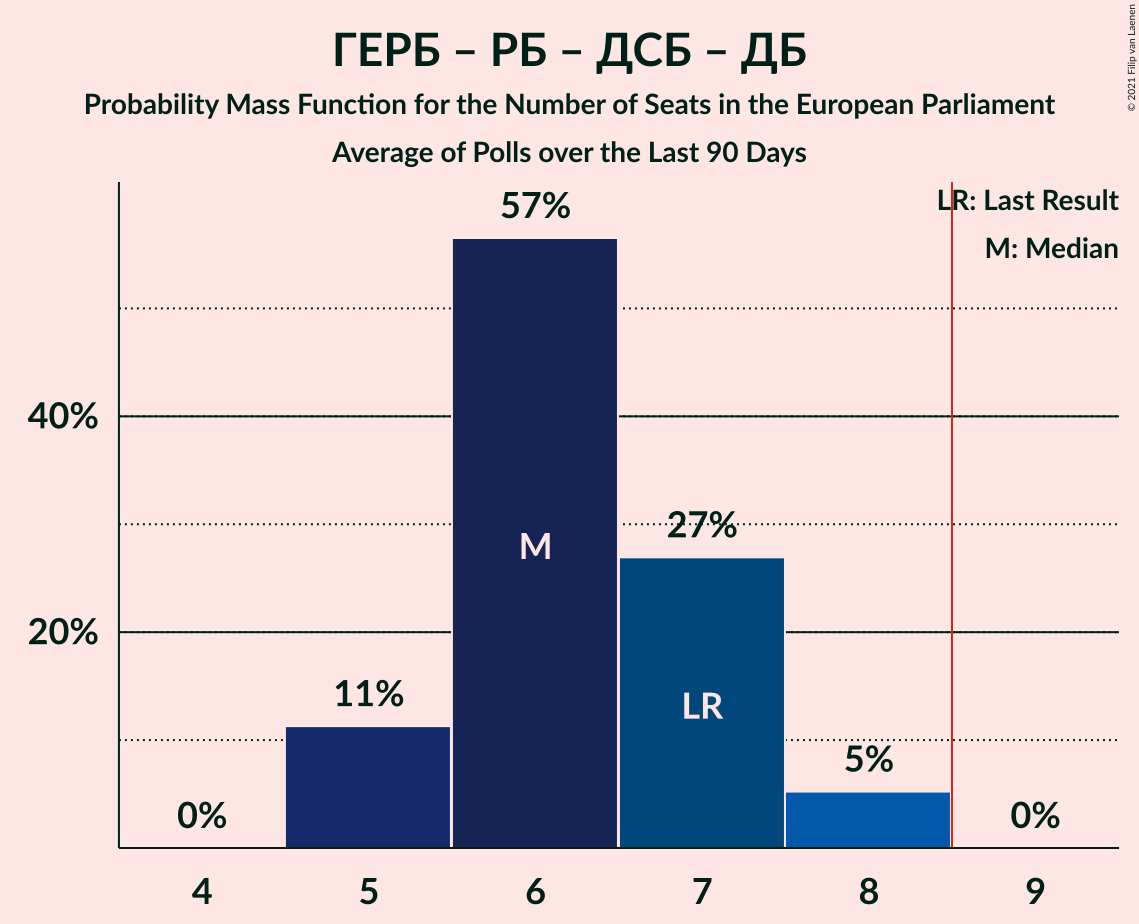 ГЕРБ – РБ – ДСБ – ДБ
Probability Mass Function for the Number of Seats in the European Parliament
Average of Polls over the Last 90 Days
© 2021 Filip van Laenen
LR: Last Result
M: Median
57%
40%
27%
M
20%
11%
LR
5%
0%
0%
4 5 6 7 8 9